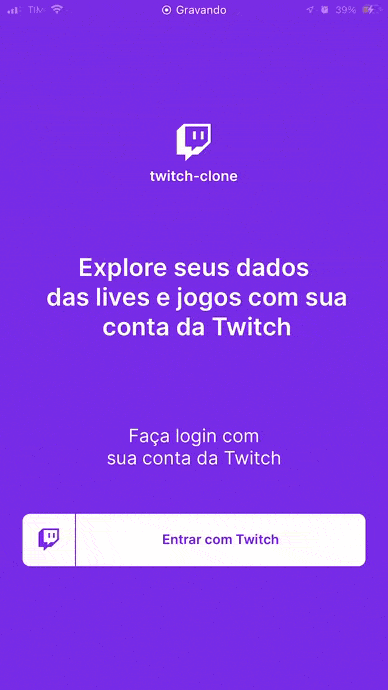 TIM Gravando 39%
twitch-clone
Explore seus dados
das lives e jogos com sua
conta da Twitch
Faça login com
sua conta da Twitch
Entrar com Twitch